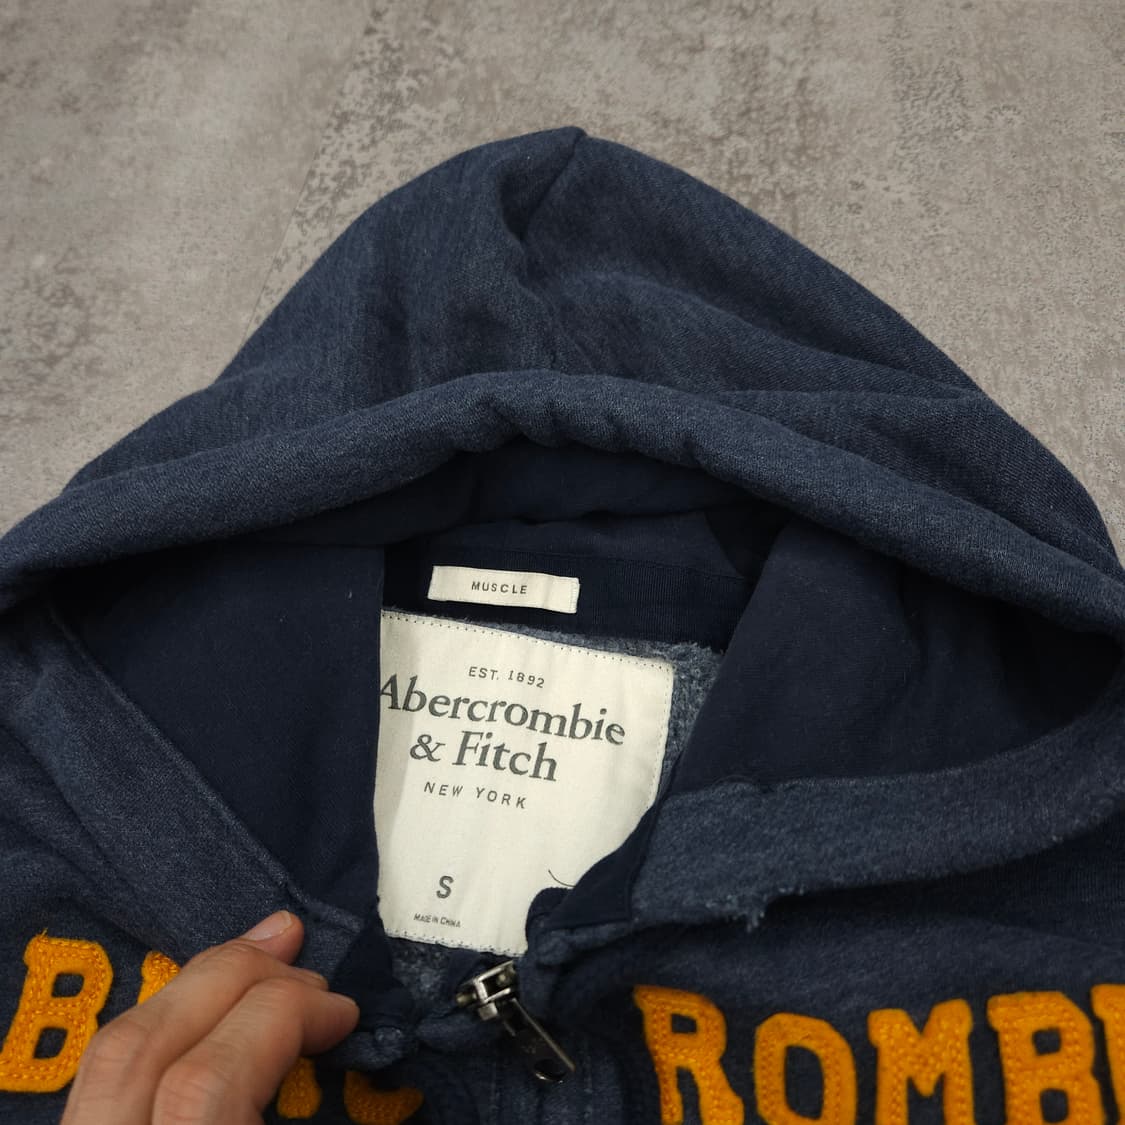 MUSCLE
EST. 1892
Abercrombie
& Fitch
NEW YORK
S
MADE IN CHINA
B
ROMB